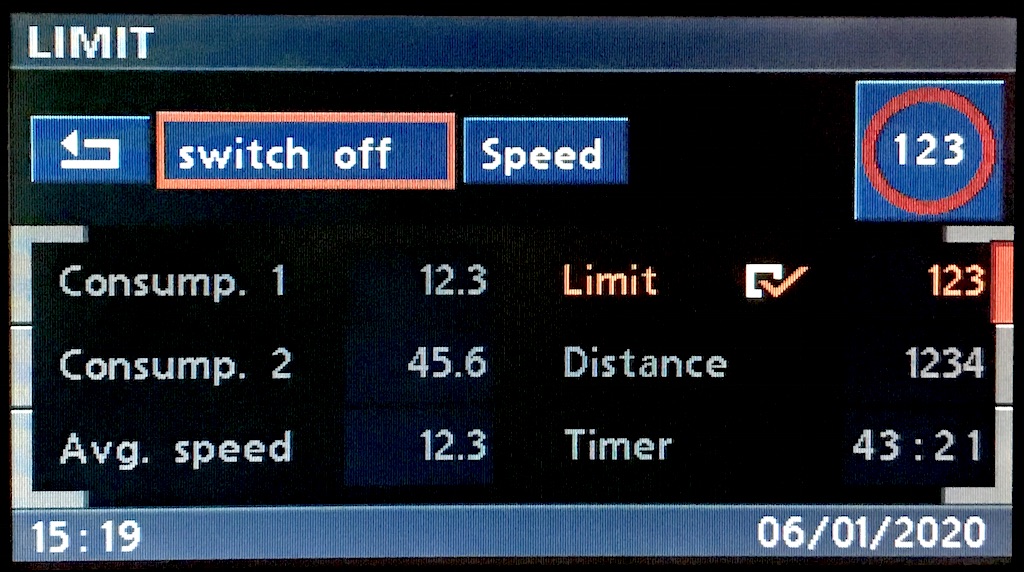 LIMIT
switch off Speed 123
Consump. 1 12.3 Limit 123
Consump. 2 45.6 Distance 1234
Avg. speed 12.3 Timer 43:21
15:19 06/01/2020